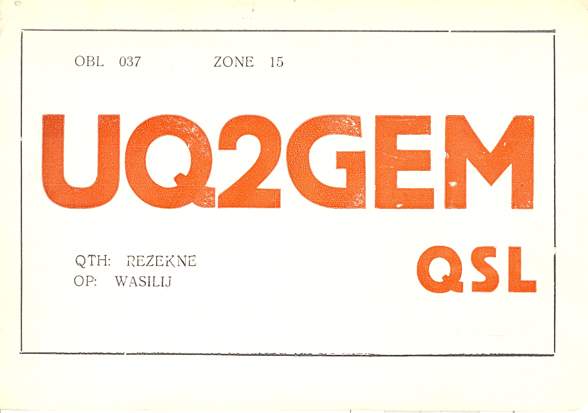 OBL 037 ZONE 15
UQ2GEM
QTH: REZEKNE
OP: WASILIJ
QSL